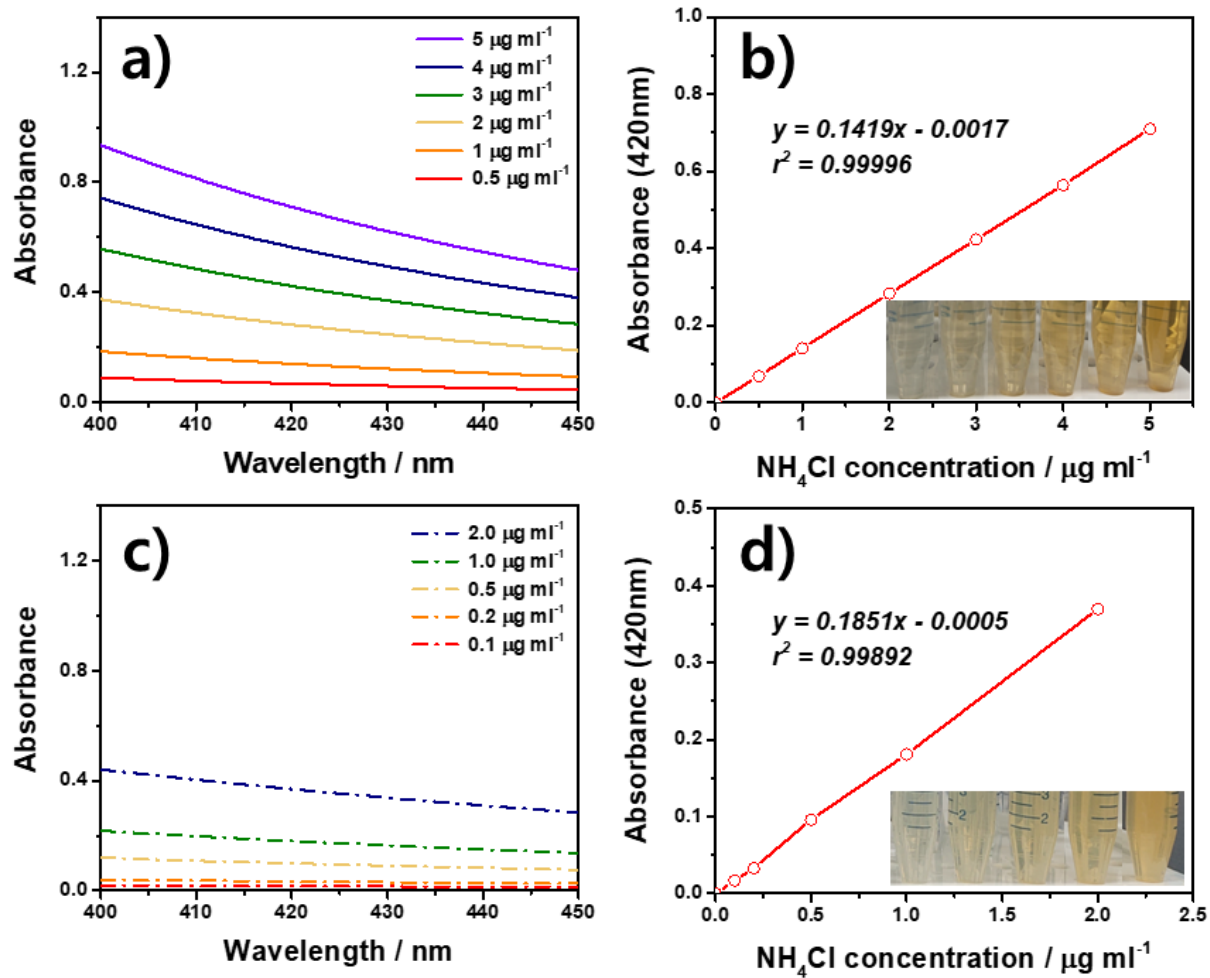 a)
5 μg ml⁻¹
4 μg ml⁻¹
3 μg ml⁻¹
2 μg ml⁻¹
1 μg ml⁻¹
0.5 μg ml⁻¹
Absorbance
1.2
0.8
0.4
0.0
400 410 420 430 440 450
Wavelength / nm
b)
y = 0.1419x - 0.0017
r² = 0.99996
Absorbance (420nm)
1.0
0.8
0.6
0.4
0.2
0.0
0 1 2 3 4 5
NH₄Cl concentration / μg ml⁻¹
c)
2.0 μg ml⁻¹
1.0 μg ml⁻¹
0.5 μg ml⁻¹
0.2 μg ml⁻¹
0.1 μg ml⁻¹
Absorbance
1.2
0.8
0.4
0.0
400 410 420 430 440 450
Wavelength / nm
d)
y = 0.1851x - 0.0005
r² = 0.99892
Absorbance (420nm)
0.5
0.4
0.3
0.2
0.1
0.0
3 3
2 2
0.0 0.5 1.0 1.5 2.0 2.5
NH₄Cl concentration / μg ml⁻¹